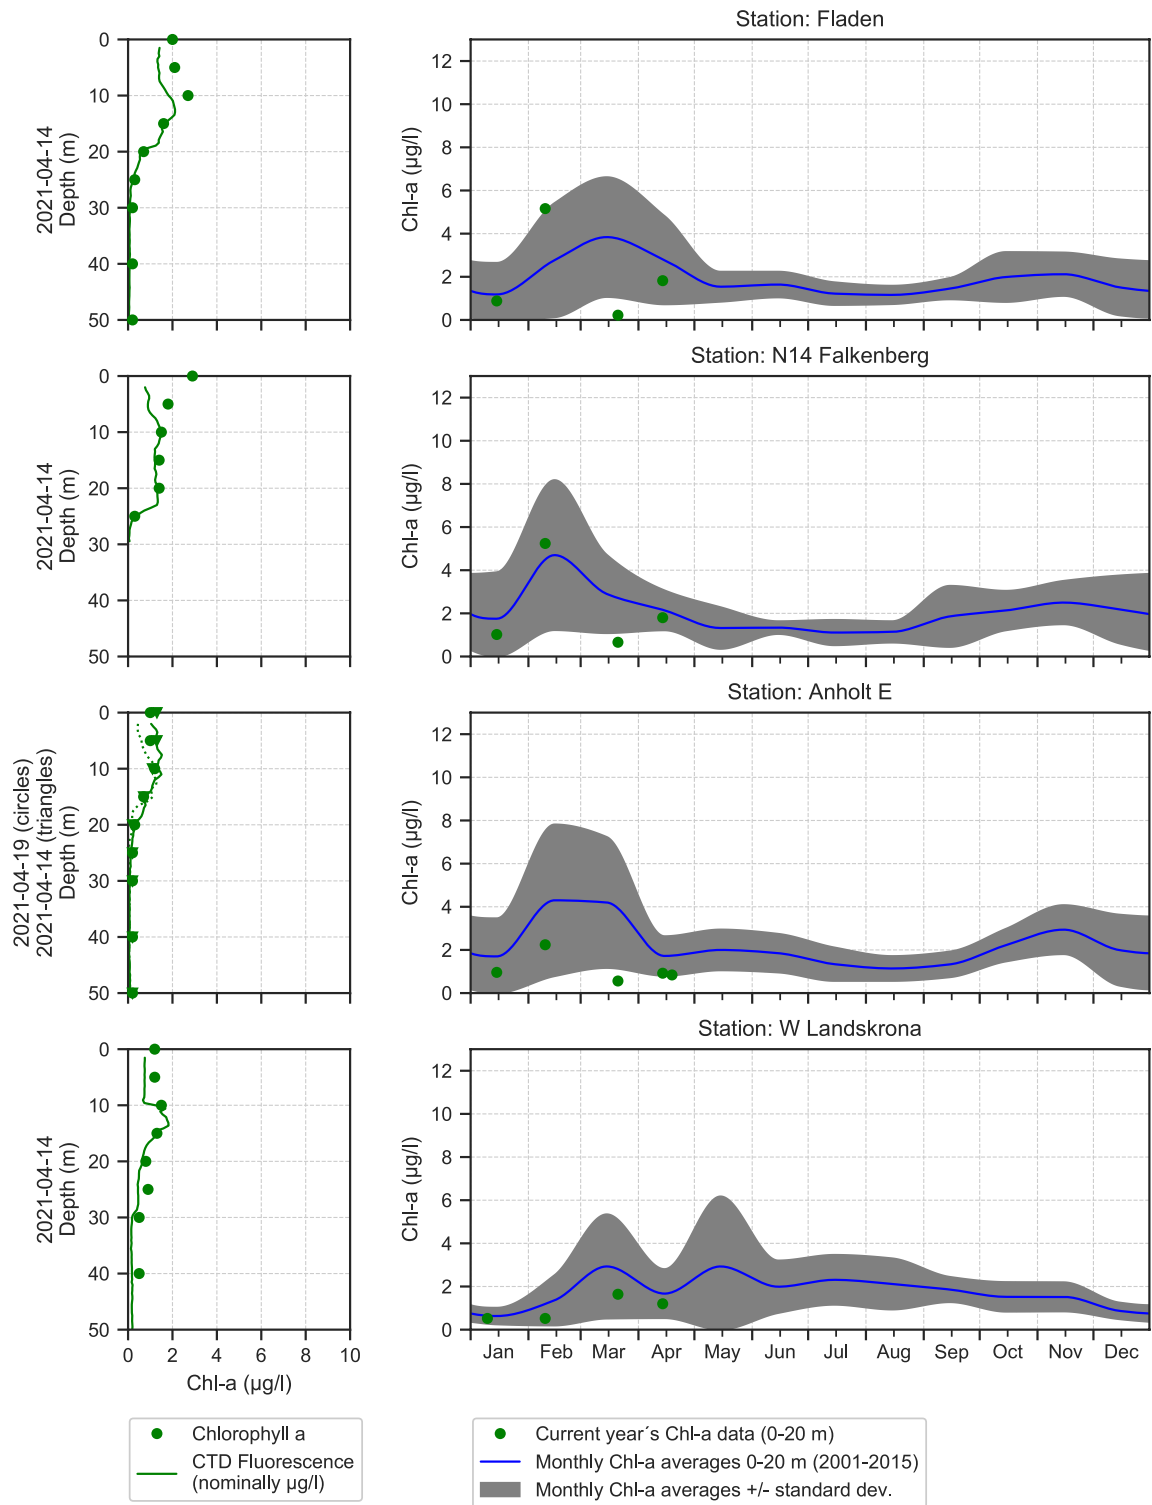 Station: Fladen
0
10
20
30
40
50
2021-04-14
Depth (m)
12
10
8
6
4
2
0
Chl-a (µg/l)
Station: N14 Falkenberg
0
10
20
30
40
50
2021-04-14
Depth (m)
12
10
8
6
4
2
0
Chl-a (µg/l)
Station: Anholt E
0
10
20
30
40
50
2021-04-19 (circles)
2021-04-14 (triangles)
Depth (m)
12
10
8
6
4
2
0
Chl-a (µg/l)
Station: W Landskrona
0
10
20
30
40
50
2021-04-14
Depth (m)
0 2 4 6 8 10
Chl-a (µg/l)
12
10
8
6
4
2
0
Chl-a (µg/l)
Jan Feb Mar Apr May Jun Jul Aug Sep Oct Nov Dec
Chlorophyll a
CTD Fluorescence
(nominally µg/l)
Current year´s Chl-a data (0-20 m)
Monthly Chl-a averages 0-20 m (2001-2015)
Monthly Chl-a averages +/- standard dev.